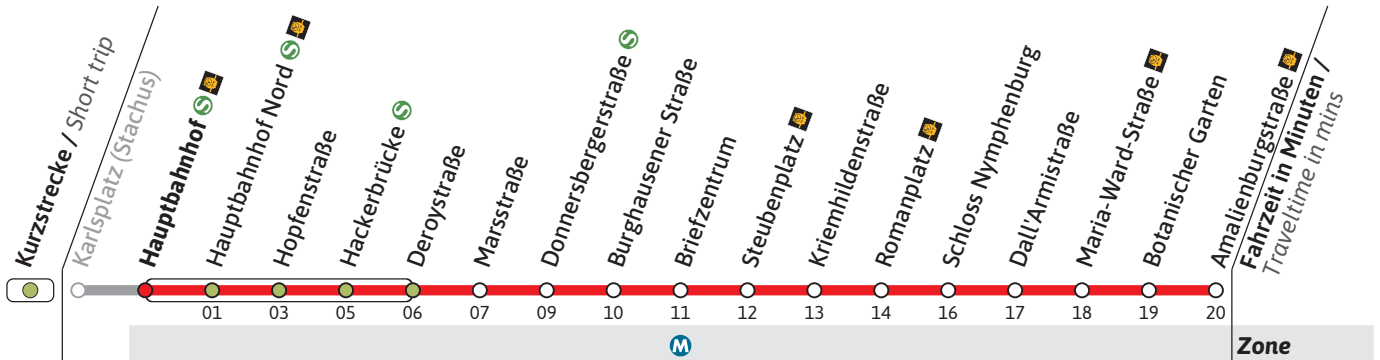 Kurzstrecke / Short trip
Karlsplatz (Stachus)
Hauptbahnhof S
Hauptbahnhof Nord S
Hopfenstraße
Hackerbrücke S
Deroystraße
Marsstraße
Donnersbergerstraße S
Burghausener Straße
Briefzentrum
Steubenplatz
Kriemhildenstraße
Romanplatz
Schloss Nymphenburg
Dall'Armistraße
Maria-Ward-Straße
Botanischer Garten
Amalienburgstraße
Fahrzeit in Minuten /
Traveltime in mins
01 03 05 06 07 09 10 11 12 13 14 16 17 18 19 20
M
Zone